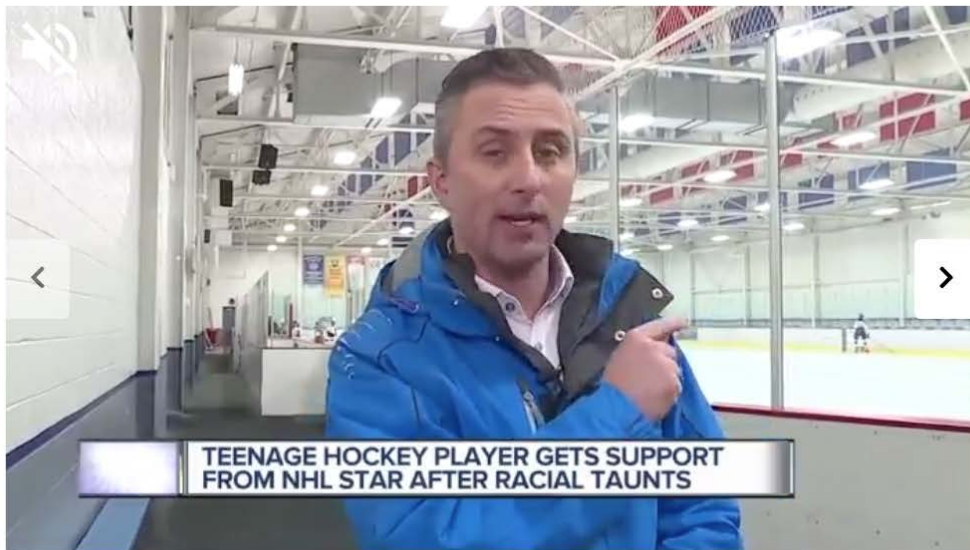 TEENAGE HOCKEY PLAYER GETS SUPPORT
FROM NHL STAR AFTER RACIAL TAUNTS